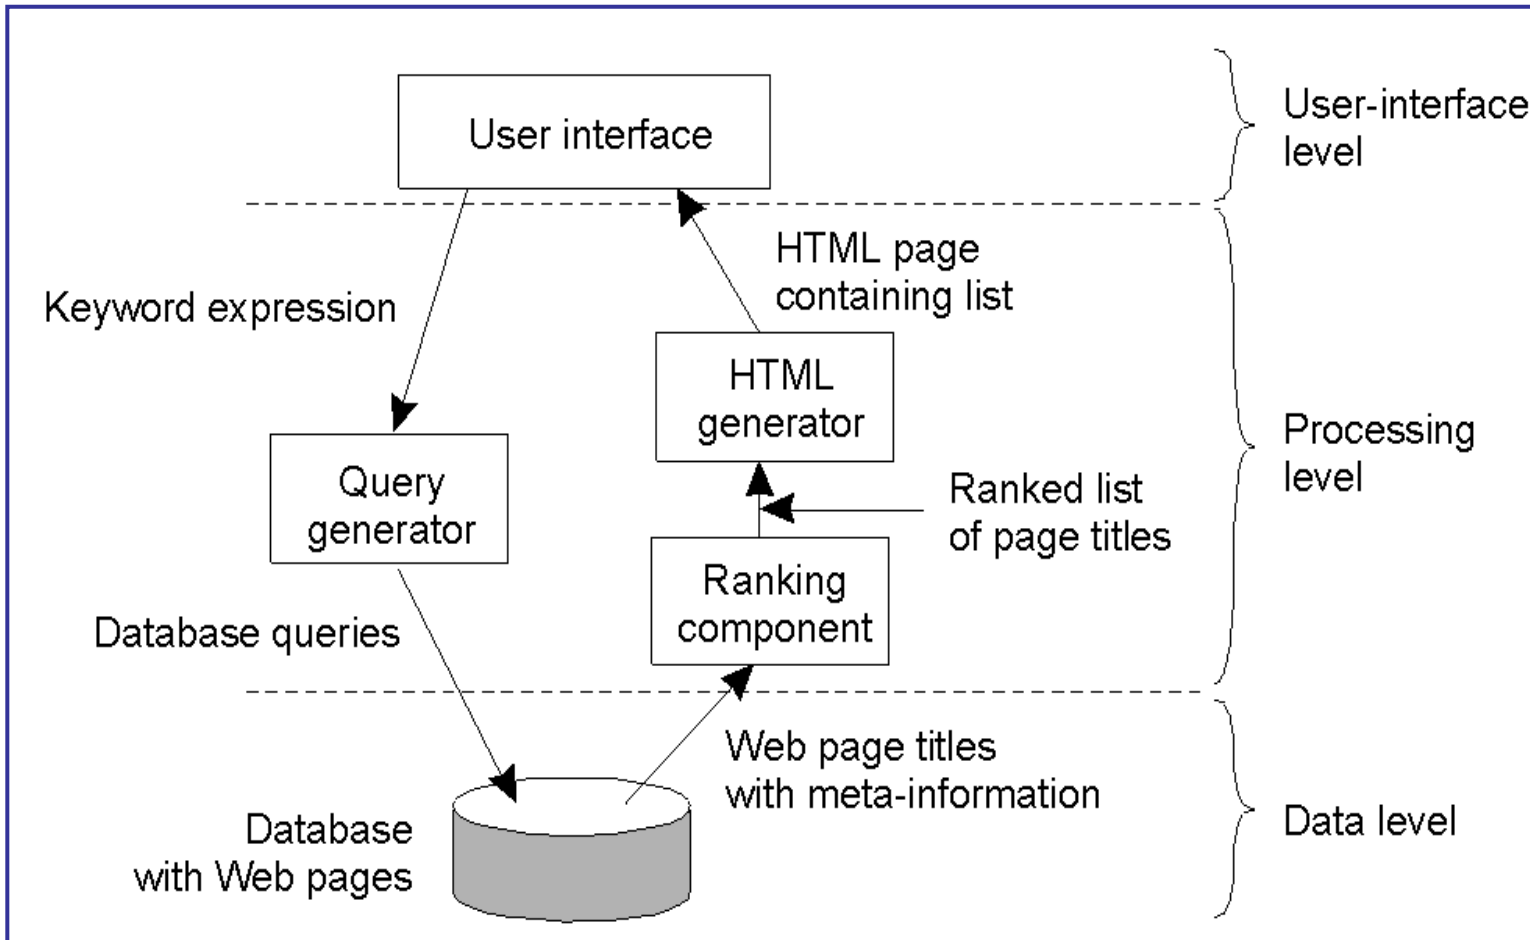 User interface
User-interface
level
HTML page
containing list
Keyword expression
HTML
generator
Processing
level
Query
generator
Ranked list
of page titles
Ranking
component
Database queries
Web page titles
with meta-information
Database
with Web pages
Data level